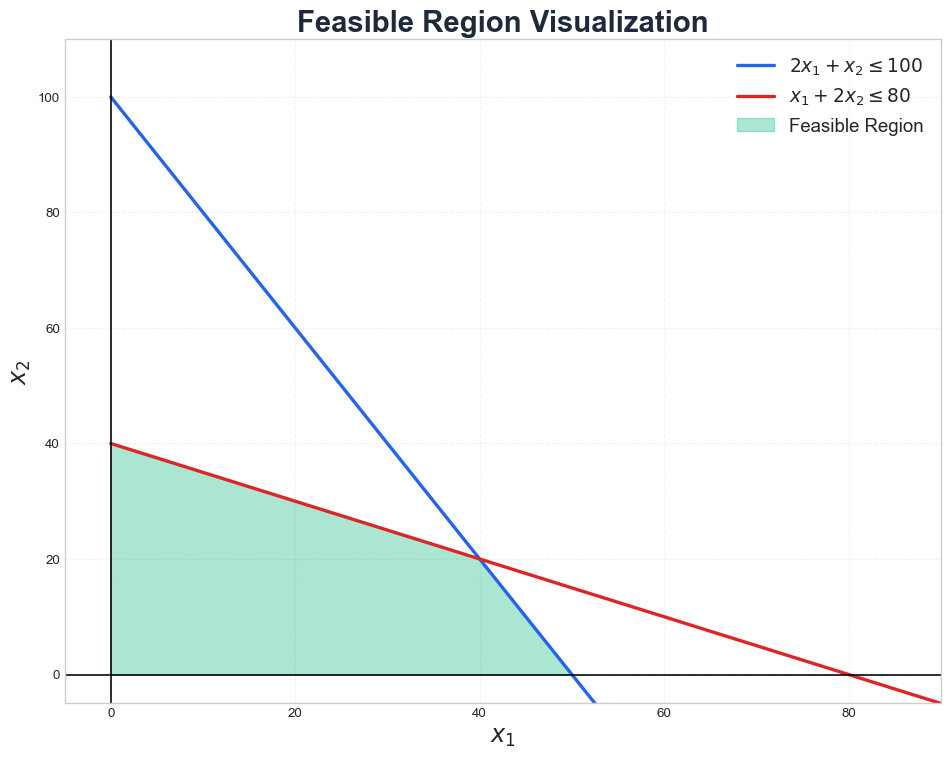 Feasible Region Visualization
2x₁ + x₂ ≤ 100
x₁ + 2x₂ ≤ 80
Feasible Region
100
80
60
40
20
0
x₂
0 20 40 60 80
x₁